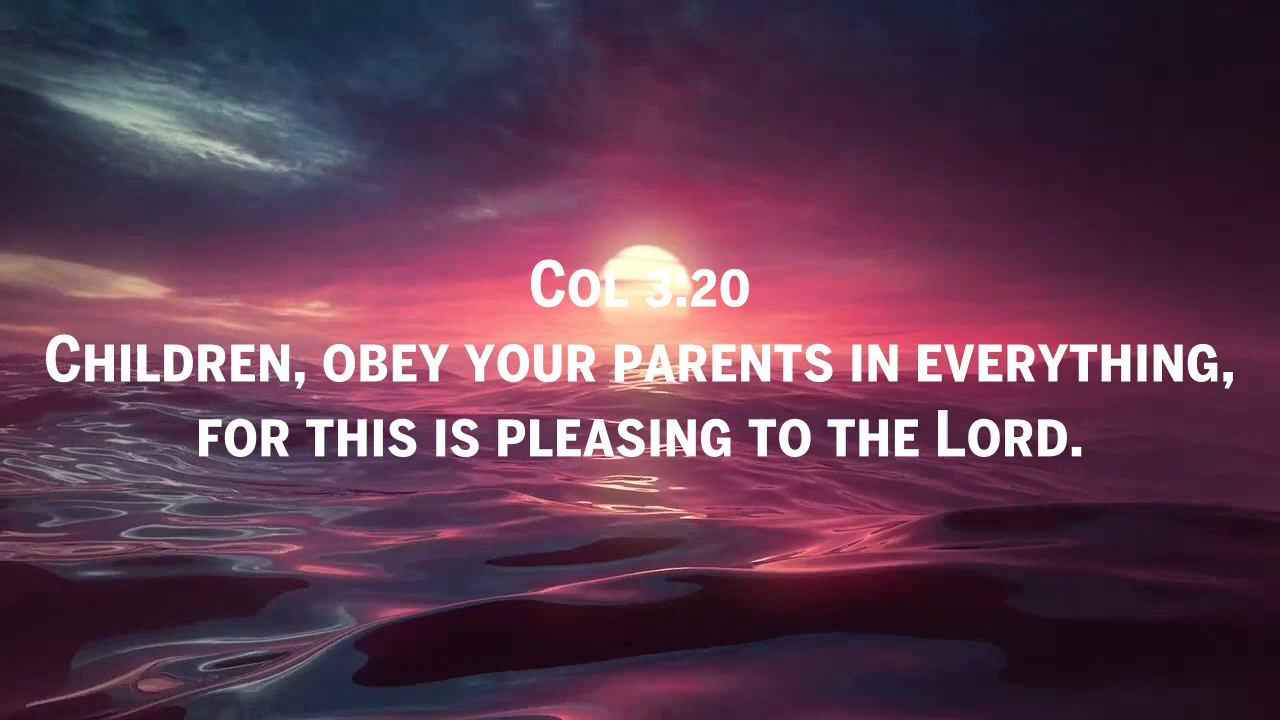 Col 3:20
Children, obey your parents in everything,
for this is pleasing to the Lord.